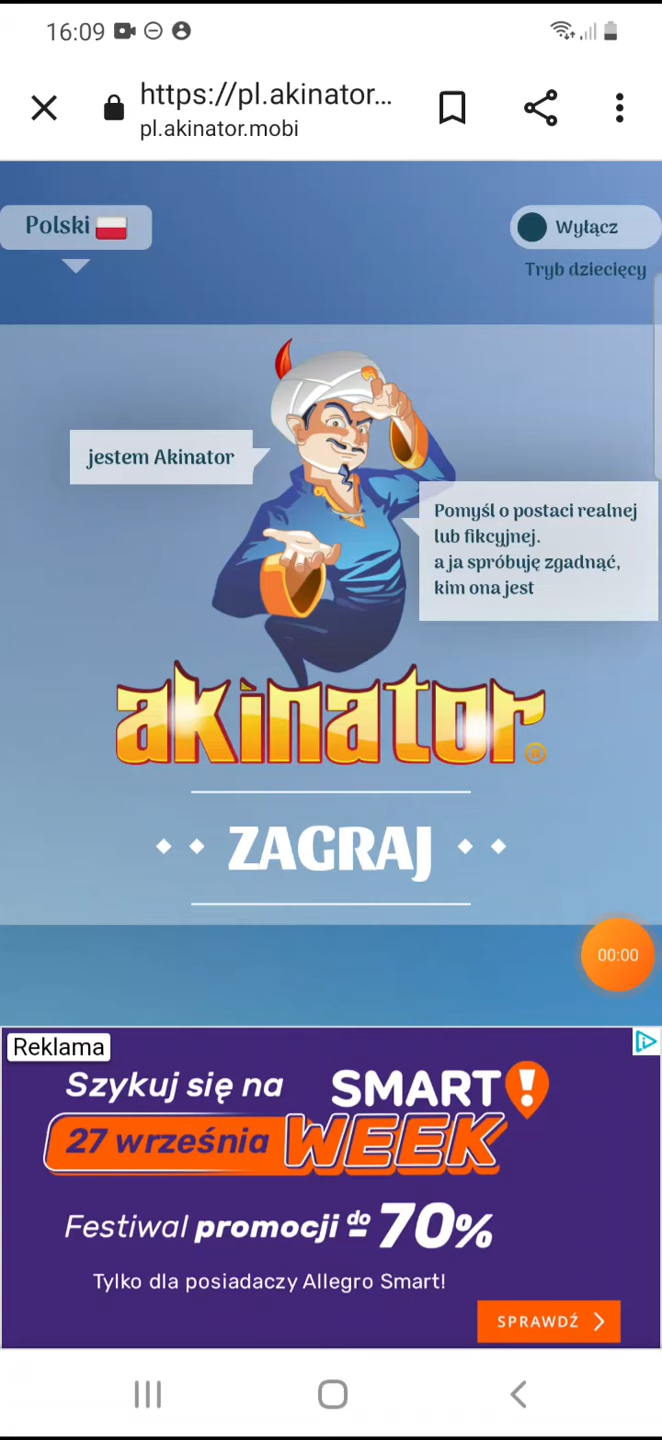 16:09
https://pl.akinator...
pl.akinator.mobi
Polski
Wyłącz
Tryb dziecięcy
jestem Akinator
Pomyśl o postaci realnej
lub fikcyjnej.
a ja spróbuję zgadnąć,
kim ona jest
akinator®
ZAGRAJ
00:00
Reklama
Szykuj się na
27 września
SMART!
WEEK
Festiwal promocji do 70%
Tylko dla posiadaczy Allegro Smart!
SPRAWDŹ